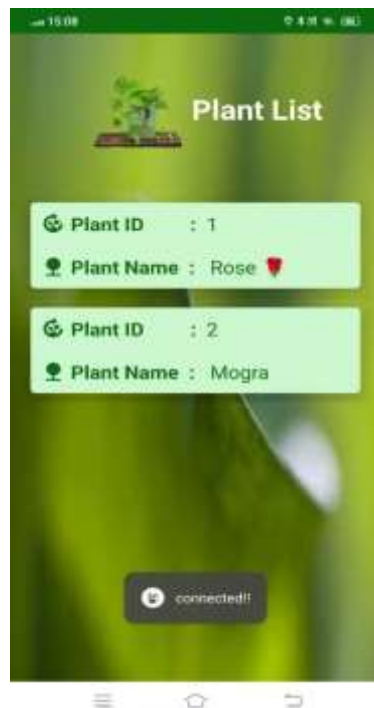 15:08
Plant List
Plant ID : 1
Plant Name : Rose 🌹
Plant ID : 2
Plant Name : Mogra
connected!!